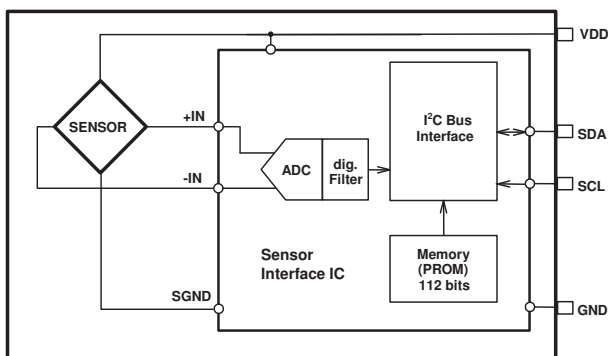 VDD
SENSOR
+IN
-IN
ADC
dig.
Filter
I²C Bus
Interface
SDA
SCL
Sensor
Interface IC
Memory
(PROM)
112 bits
SGND
GND